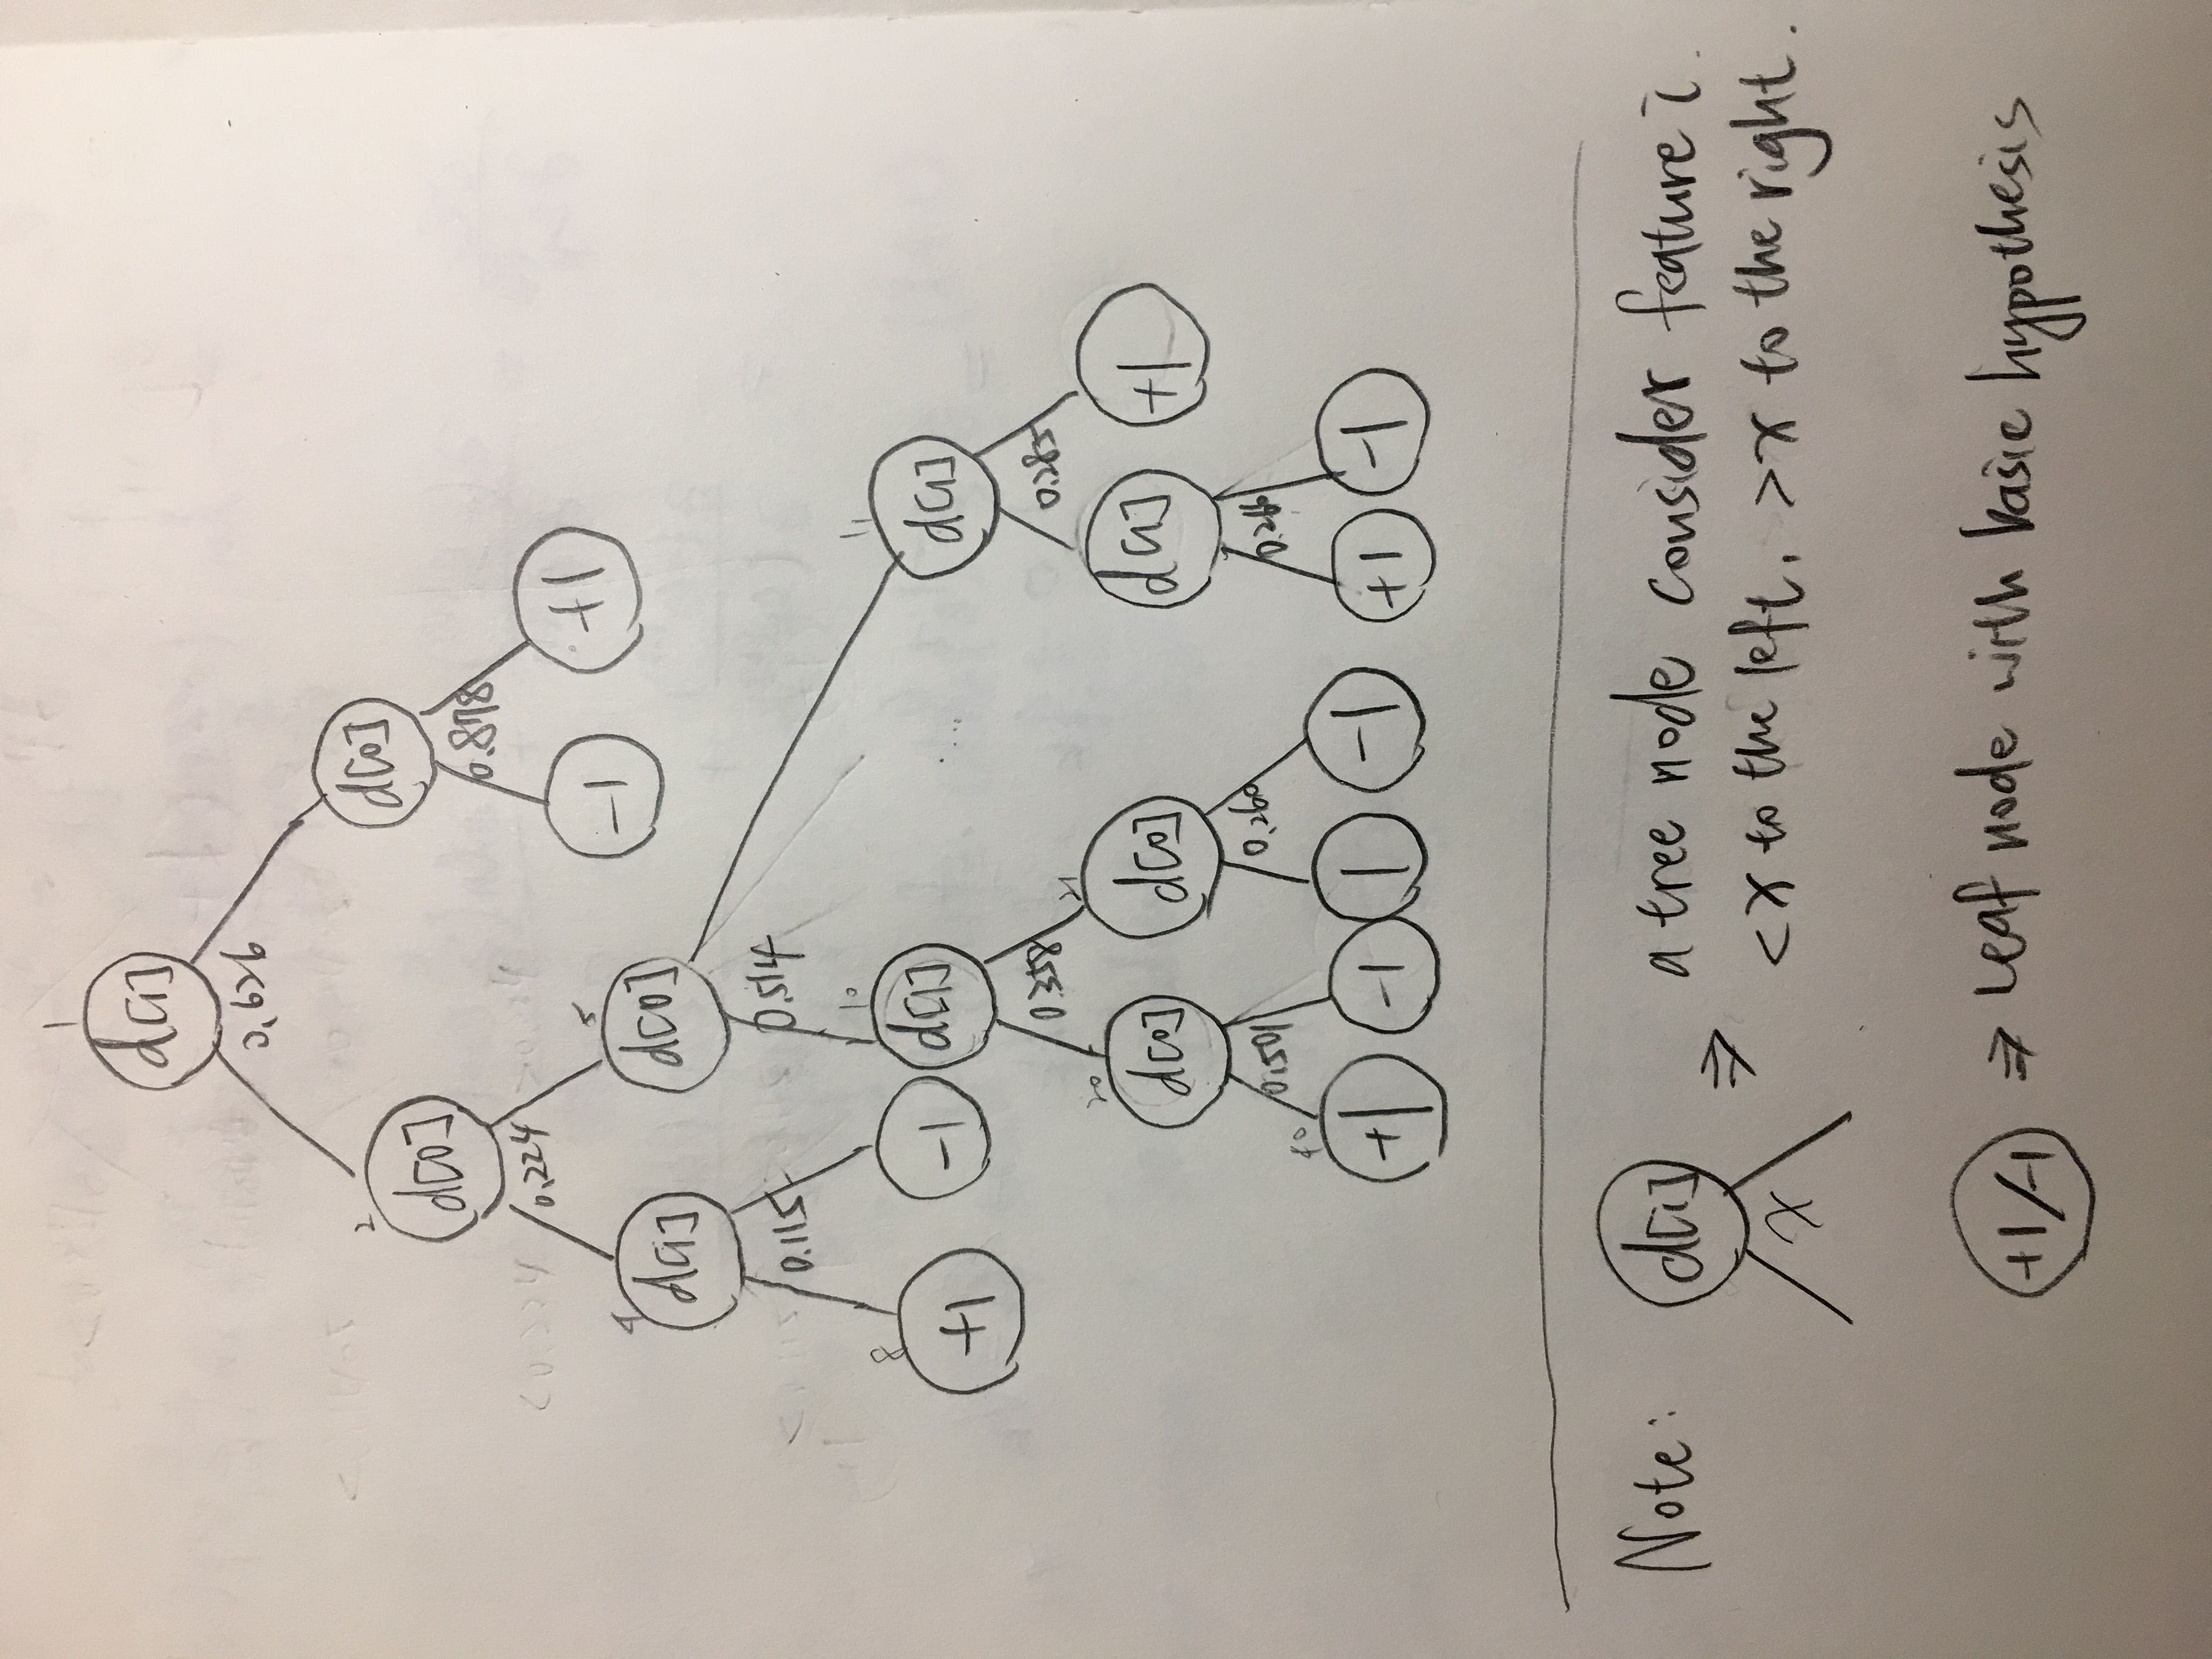 1
d[1]
0.626
2
d[0]
d[0]
0.224
0.878
4
5
d[1]
d[0]
-1
+1
0.115
0.514
8
10
11
+1
-1
d[1]
d[1]
0.358
0.285
20
21
d[0]
d[0]
d[1]
+1
0.501
0.260
0.266
40
+1
-1
1
-1
+1
-1
Note:
d[i]
⇒
a tree node consider feature i.
x
<x to the left, >x to the right.
+1/-1 ⇒ Leaf node with basic hypothesis